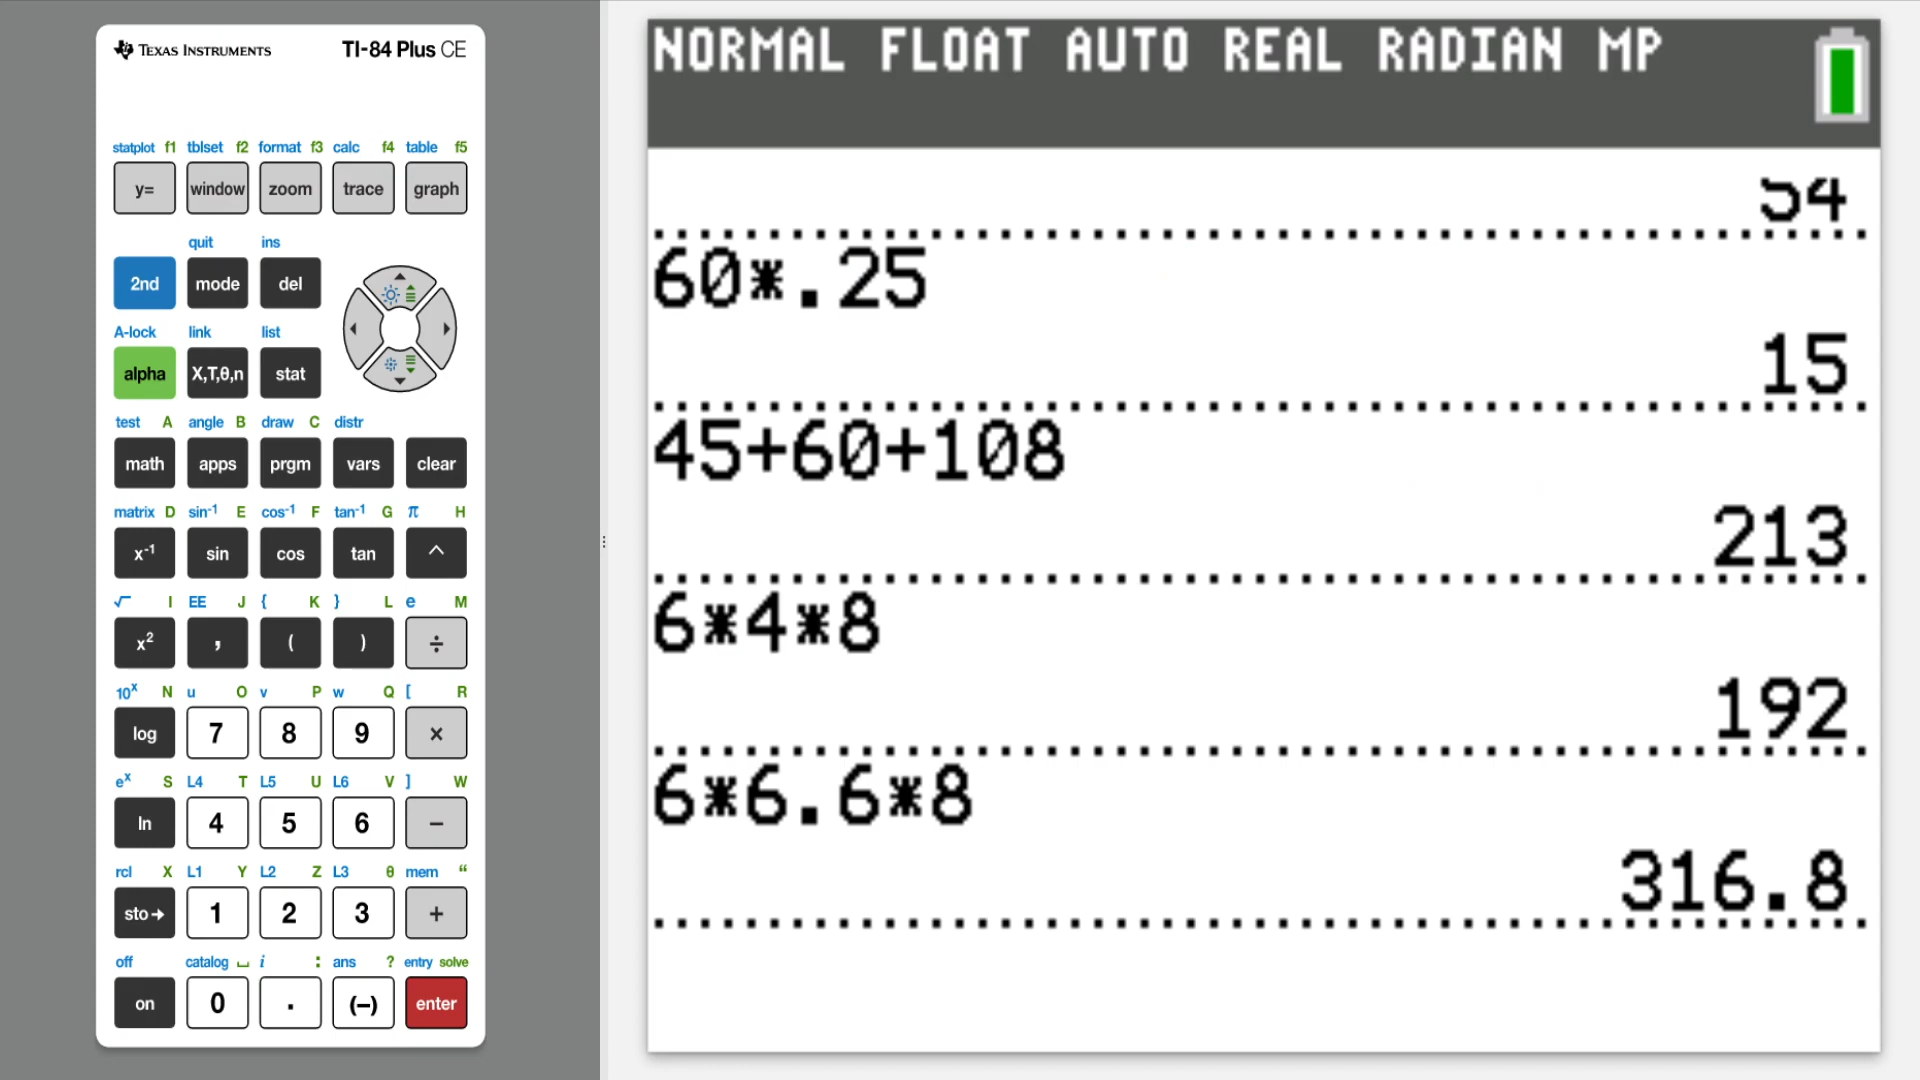 TEXAS INSTRUMENTS TI-84 Plus CE
statplot f1 tblset f2 format f3 calc f4 table f5
y= window zoom trace graph
quit ins
2nd mode del
A-lock link list
alpha X,T,θ,n stat
test A angle B draw C distr
math apps prgm vars clear
matrix D sin⁻¹ E cos⁻¹ F tan⁻¹ G π H
x⁻¹ sin cos tan ^
√ I EE J { K } L e M
x² , ( ) ÷
10ˣ N u O v P w Q [ R
log 7 8 9 ×
eˣ S L4 T L5 U L6 V ] W
ln 4 5 6 −
rcl X L1 Y L2 Z L3 θ mem “
sto→ 1 2 3 +
off catalog ⎵ i : ans ? entry solve
on 0 . (–) enter
NORMAL FLOAT AUTO REAL RADIAN MP
60*.25
15
45+60+108
213
6*4*8
192
6*6.6*8
316.8